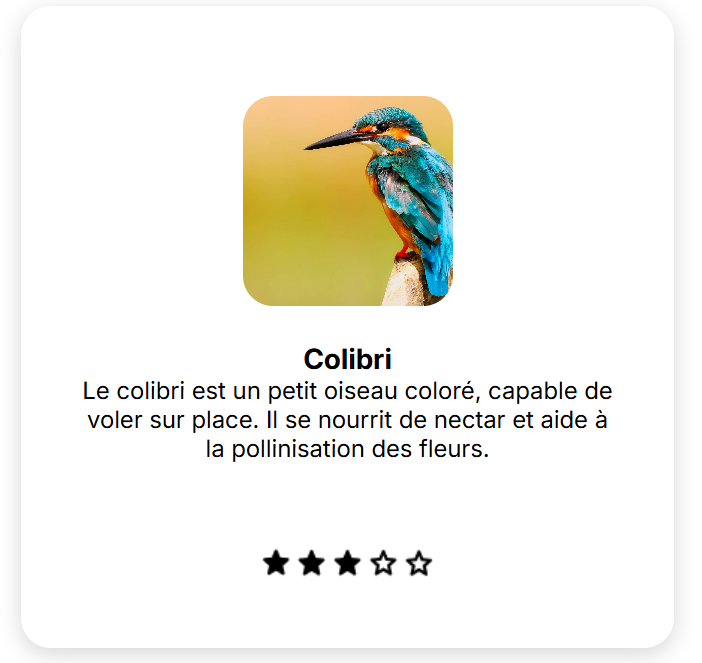 Colibri
Le colibri est un petit oiseau coloré, capable de
voler sur place. Il se nourrit de nectar et aide à
la pollinisation des fleurs.